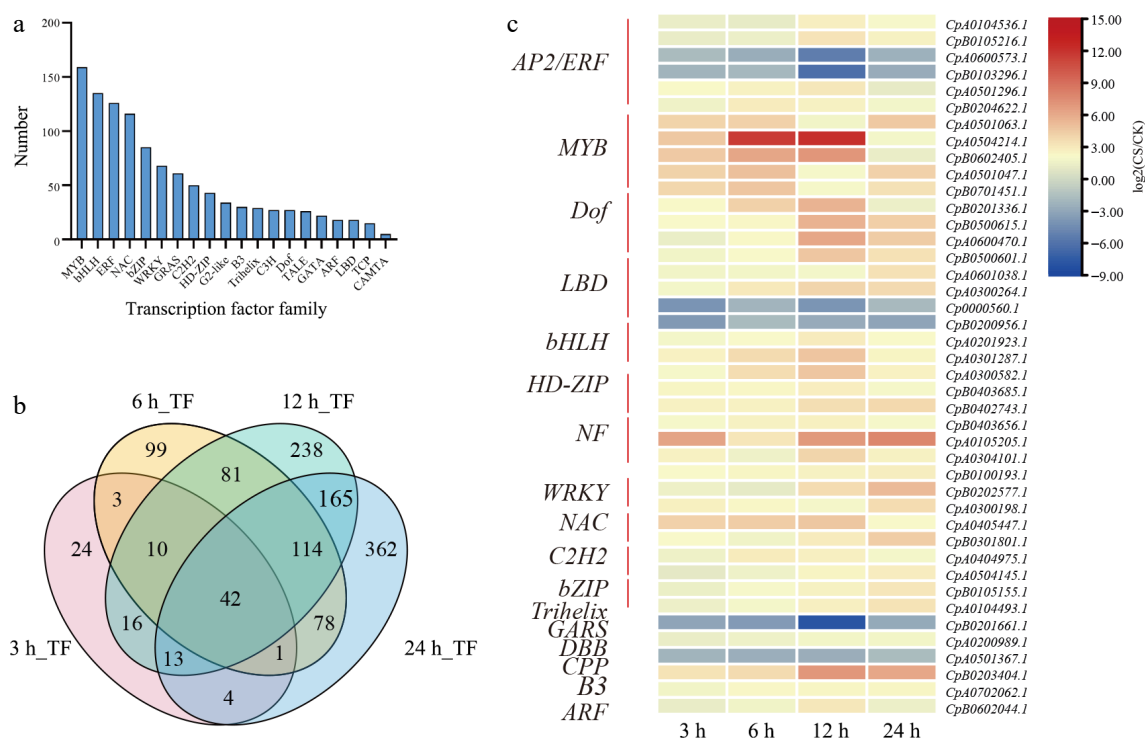 a
200
150
100
50
0
Number
MYB
bHLH
ERF
NAC
bZIP
WRKY
GRAS
C2H2
HD-ZIP
G2-like
B3
Trihelix
C3H
Dof
TALE
GATA
ARF
LBD
TCP
CAMTA
Transcription factor family
b
6 h_TF
12 h_TF
99
238
3
81
165
24
10
114
362
42
16
78
13
1
4
3 h_TF
24 h_TF
c
AP2/ERF
MYB
Dof
LBD
bHLH
HD-ZIP
NF
WRKY
NAC
C2H2
bZIP
Trihelix
GARS
DBB
CPP
B3
ARF
CpA0104536.1
CpB0105216.1
CpA0600573.1
CpB0103296.1
CpA0501296.1
CpB0204622.1
CpA0501063.1
CpA0504214.1
CpB0602405.1
CpA0501047.1
CpB0701451.1
CpB0201336.1
CpB0500615.1
CpA0600470.1
CpB0500601.1
CpA0601038.1
CpA0300264.1
Cp0000560.1
CpB0200956.1
CpA0201923.1
CpA0301287.1
CpA0300582.1
CpB0403685.1
CpB0402743.1
CpB0403656.1
CpA0105205.1
CpA0304101.1
CpB0100193.1
CpB0202577.1
CpA0300198.1
CpA0405447.1
CpB0301801.1
CpA0404975.1
CpA0504145.1
CpB0105155.1
CpA0104493.1
CpB0201661.1
CpA0200989.1
CpA0501367.1
CpB0203404.1
CpA0702062.1
CpB0602044.1
3 h
6 h
12 h
24 h
15.00
12.00
9.00
6.00
3.00
0.00
−3.00
−6.00
−9.00
log2(CS/CK)